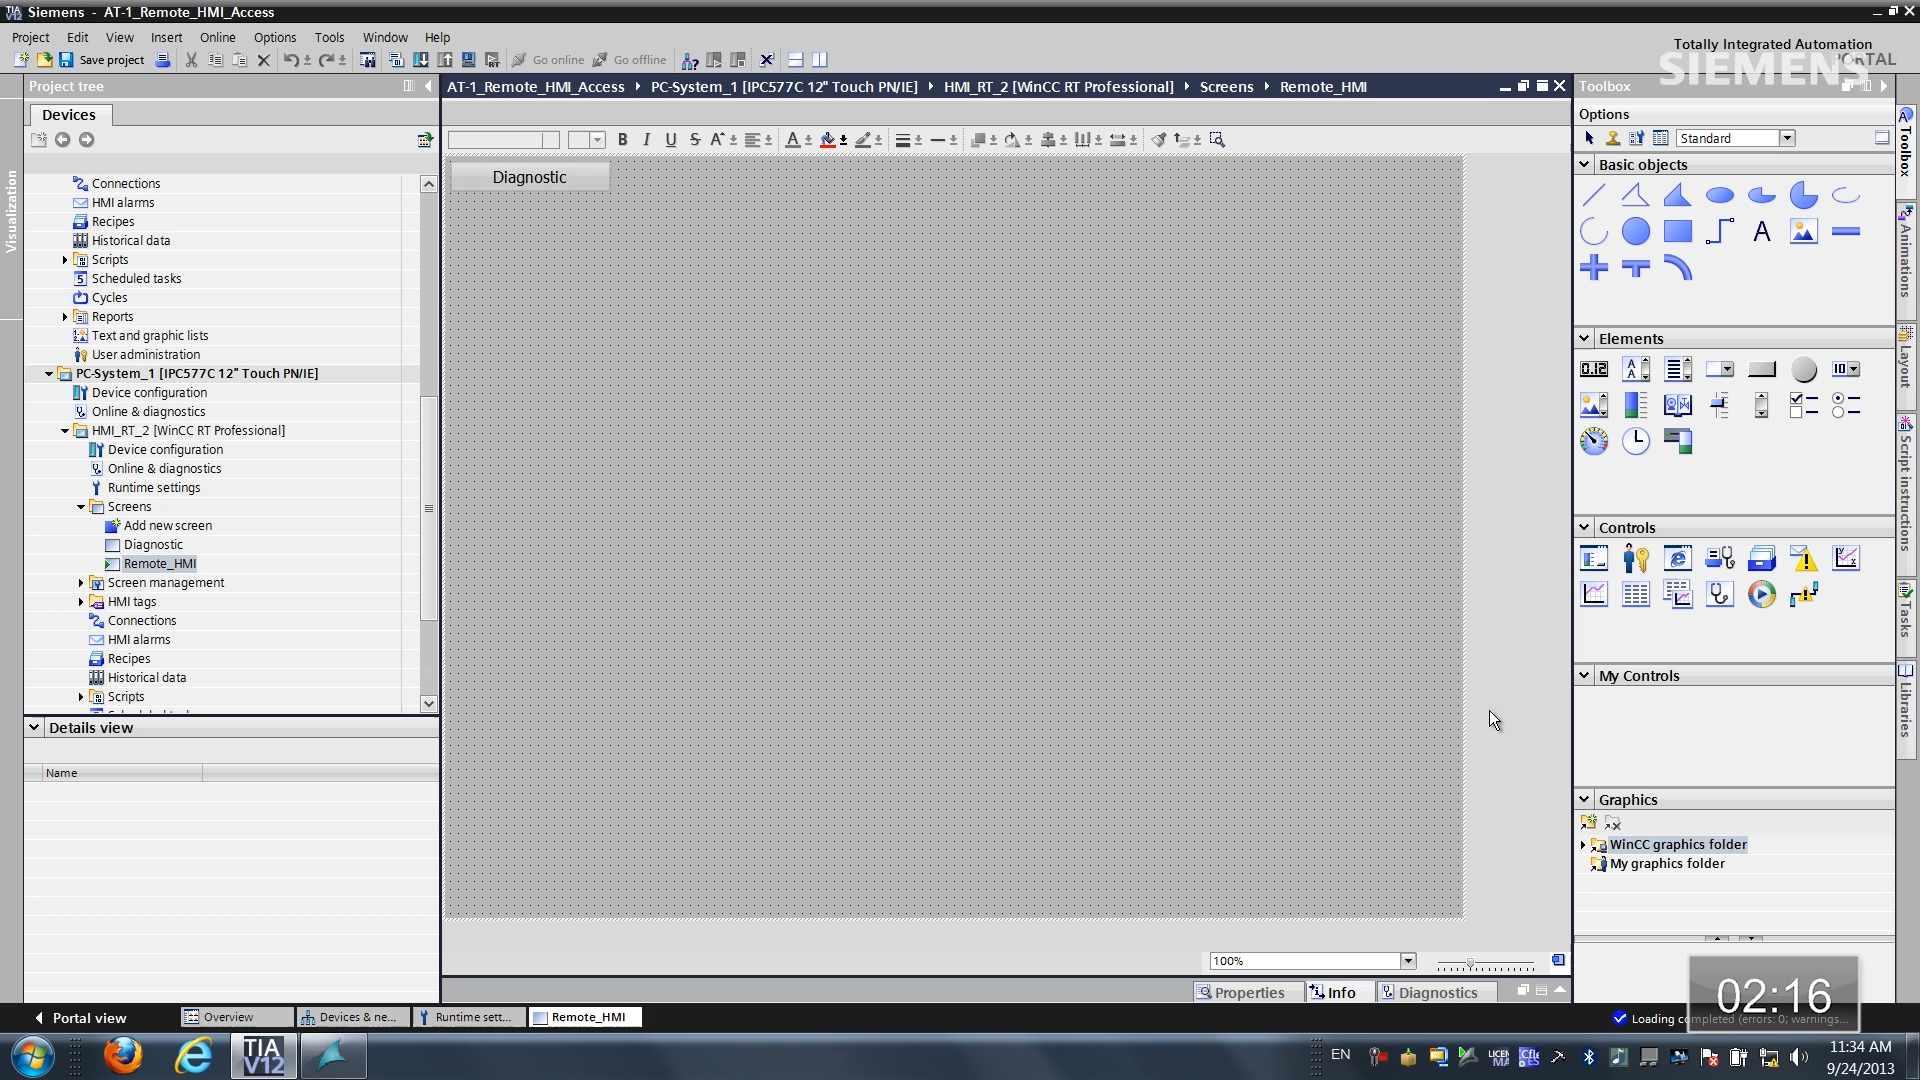 Siemens - AT-1_Remote_HMI_Access
Project Edit View Insert Online Options Tools Window Help
Totally Integrated Automation
PORTAL
SIEMENS
Save project
Go online
Go offline
Project tree
AT-1_Remote_HMI_Access PC-System_1 [IPC577C 12" Touch PN/IE] HMI_RT_2 [WinCC RT Professional] Screens Remote_HMI
Toolbox
Devices
Options
Standard
Visualization
Connections
HMI alarms
Recipes
Historical data
Scripts
Scheduled tasks
Cycles
Reports
Text and graphic lists
User administration
PC-System_1 [IPC577C 12" Touch PN/IE]
Device configuration
Online & diagnostics
HMI_RT_2 [WinCC RT Professional]
Device configuration
Online & diagnostics
Runtime settings
Screens
Add new screen
Diagnostic
Remote_HMI
Screen management
HMI tags
Connections
HMI alarms
Recipes
Historical data
Scripts
Details view
Name
Diagnostic
100%
Properties
Info
Diagnostics
Basic objects
Elements
Controls
My Controls
Graphics
WinCC graphics folder
My graphics folder
Toolbox
Animations
Layout
Script instructions
Tasks
Libraries
02:16
Portal view
Overview
Devices & ne...
Runtime sett...
Remote_HMI
Loading completed (errors: 0; warnings...
TIA
V12
EN
11:34 AM
9/24/2013